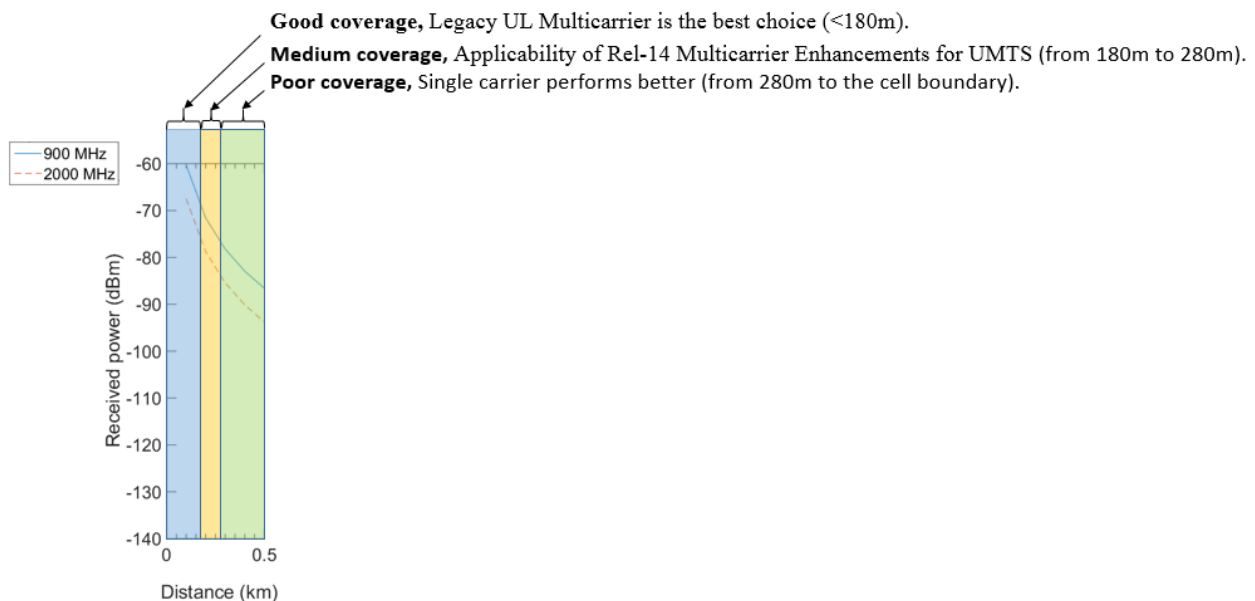 Good coverage, Legacy UL Multicarrier is the best choice (<180m).
Medium coverage, Applicability of Rel-14 Multicarrier Enhancements for UMTS (from 180m to 280m).
Poor coverage, Single carrier performs better (from 280m to the cell boundary).
900 MHz
2000 MHz
-60
-70
-80
-90
-100
-110
-120
-130
-140
Received power (dBm)
0
0.5
Distance (km)